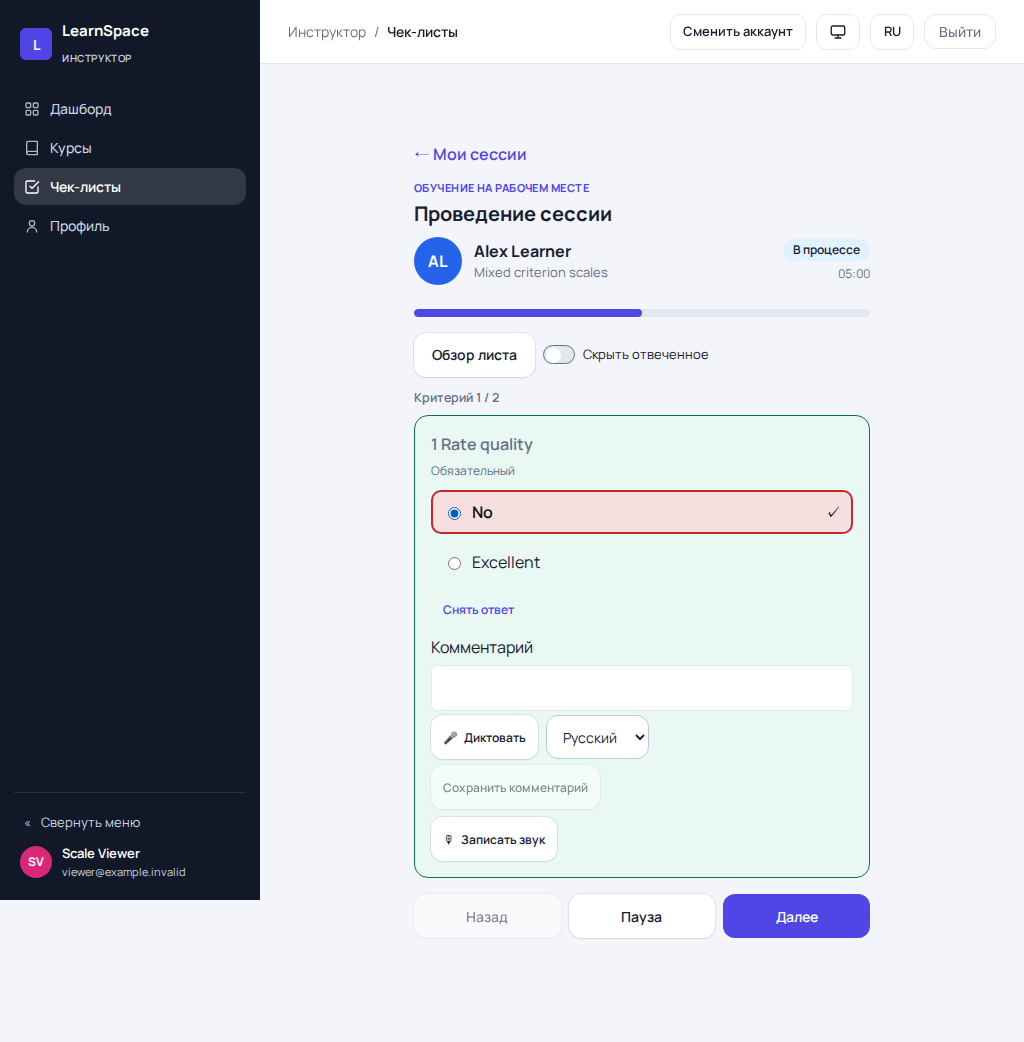 L
LearnSpace
ИНСТРУКТОР
Дашборд
Курсы
Чек-листы
Профиль
« Свернуть меню
SV
Scale Viewer
viewer@example.invalid
Инструктор / Чек-листы
Сменить аккаунт
RU
Выйти
← Мои сессии
ОБУЧЕНИЕ НА РАБОЧЕМ МЕСТЕ
Проведение сессии
AL
Alex Learner
Mixed criterion scales
В процессе
05:00
Обзор листа
Скрыть отвеченное
Критерий 1 / 2
1 Rate quality
Обязательный
No ✓
Excellent
Снять ответ
Комментарий
🎤 Диктовать
Русский
Сохранить комментарий
🎙 Записать звук
Назад
Пауза
Далее